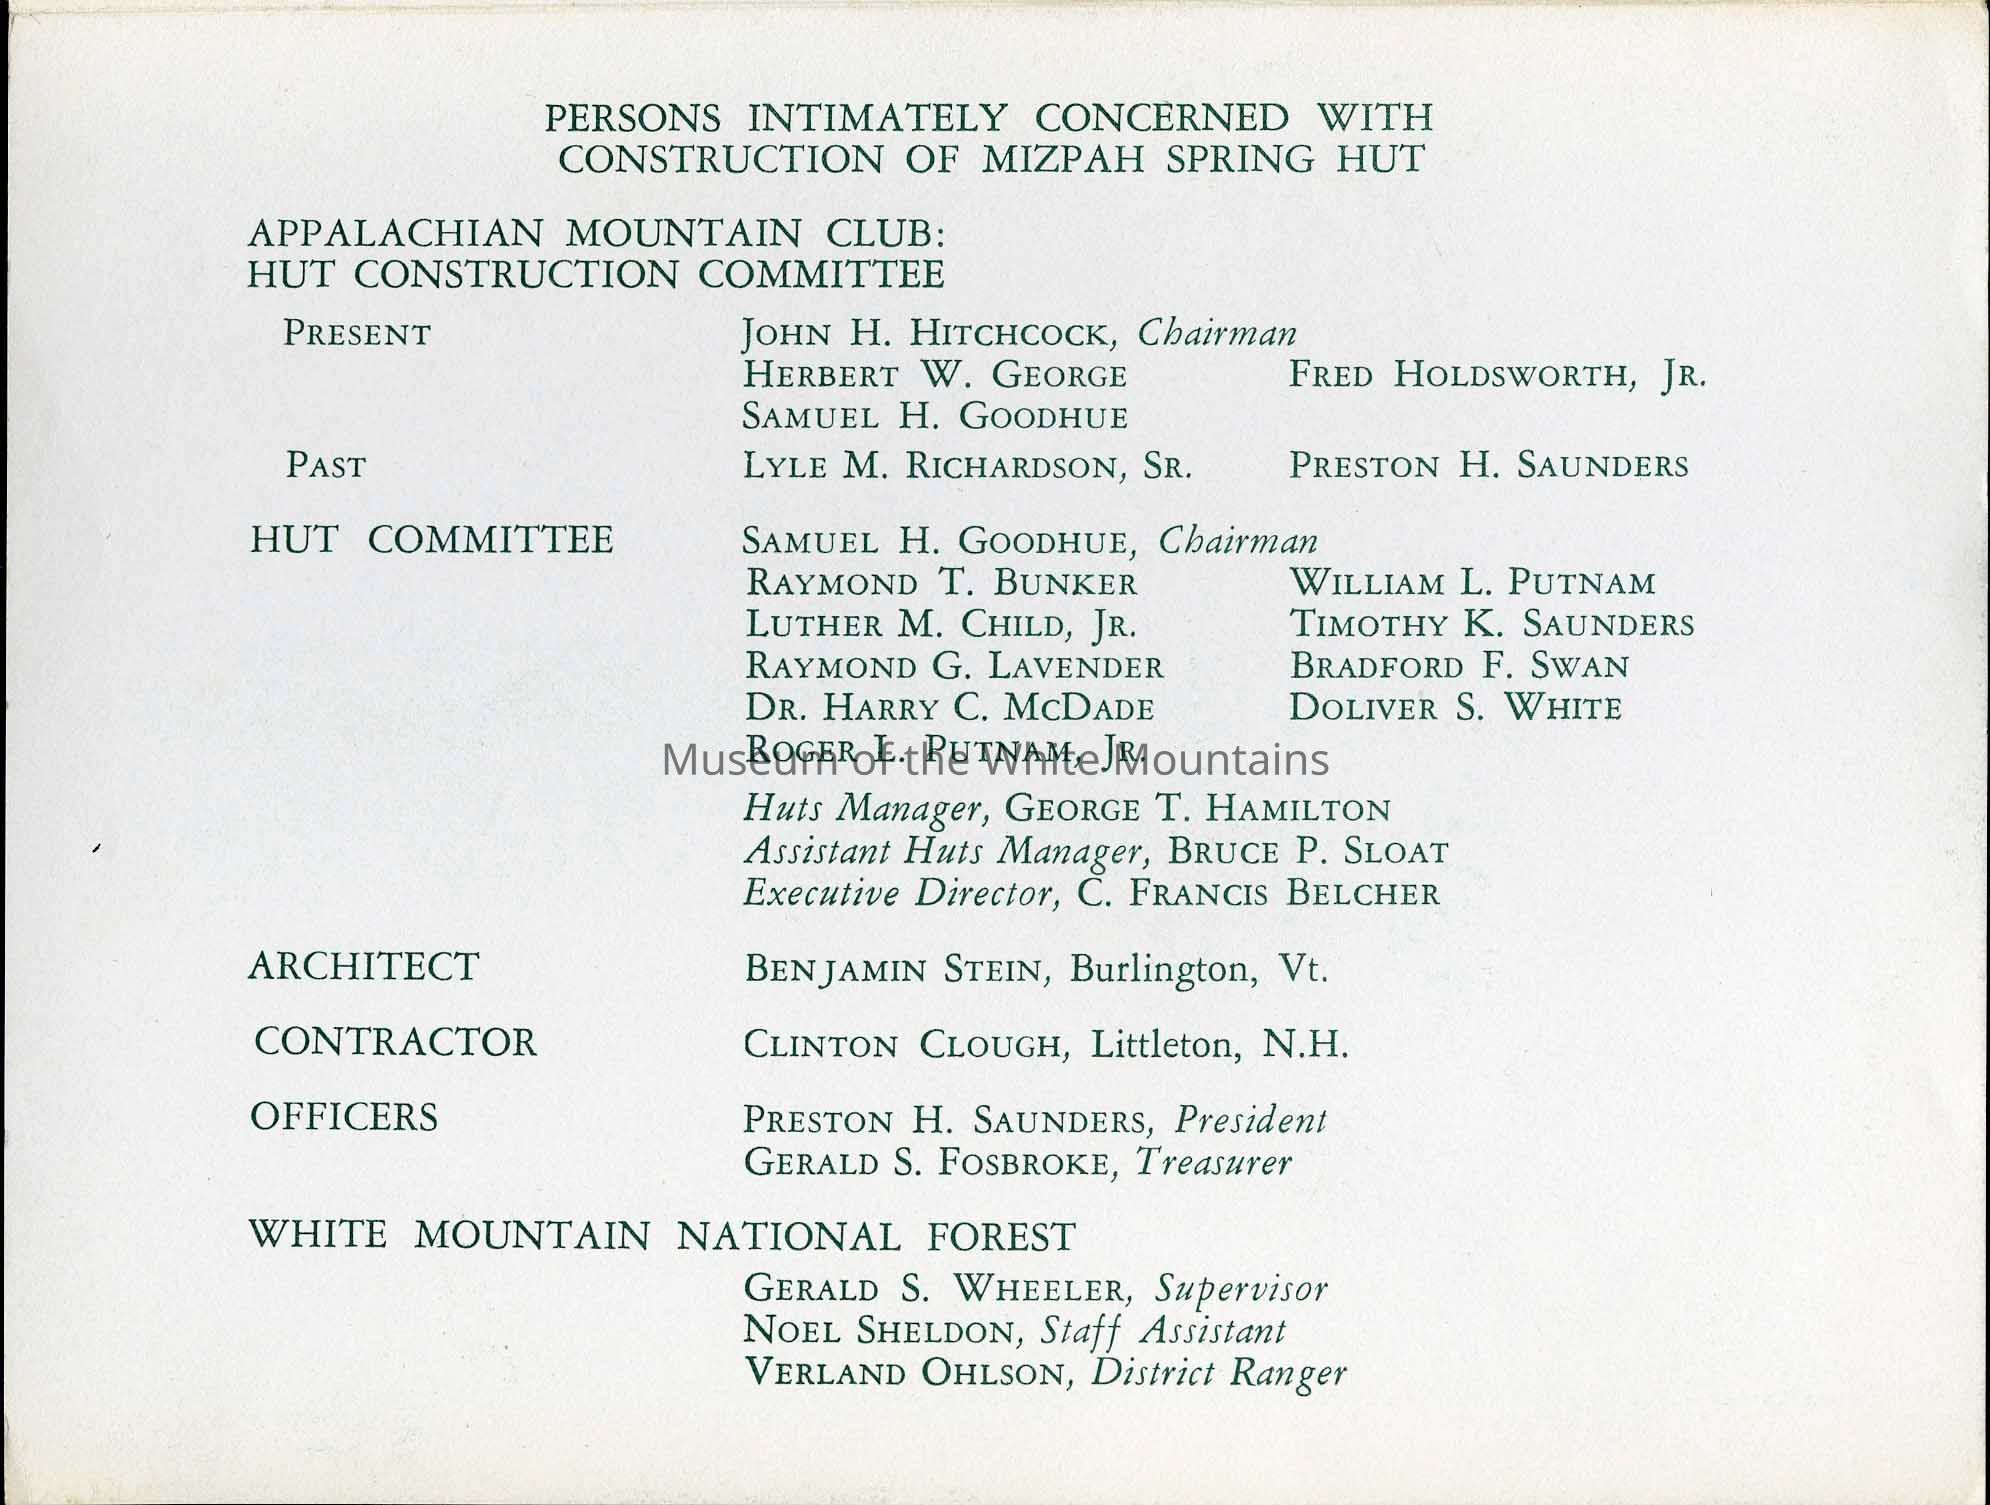 PERSONS INTIMATELY CONCERNED WITH
CONSTRUCTION OF MIZPAH SPRING HUT
APPALACHIAN MOUNTAIN CLUB:
HUT CONSTRUCTION COMMITTEE
PRESENT JOHN H. HITCHCOCK, Chairman
HERBERT W. GEORGE FRED HOLDSWORTH, JR.
SAMUEL H. GOODHUE
PAST LYLE M. RICHARDSON, SR. PRESTON H. SAUNDERS
HUT COMMITTEE SAMUEL H. GOODHUE, Chairman
RAYMOND T. BUNKER WILLIAM L. PUTNAM
LUTHER M. CHILD, JR. TIMOTHY K. SAUNDERS
RAYMOND G. LAVENDER BRADFORD F. SWAN
DR. HARRY C. MCDADE DOLIVER S. WHITE
ROGER L. PUTNAM, JR.
Museum of the White Mountains
Huts Manager, GEORGE T. HAMILTON
Assistant Huts Manager, BRUCE P. SLOAT
Executive Director, C. FRANCIS BELCHER
ARCHITECT BENJAMIN STEIN, Burlington, Vt.
CONTRACTOR CLINTON CLOUGH, Littleton, N.H.
OFFICERS PRESTON H. SAUNDERS, President
GERALD S. FOSBROKE, Treasurer
WHITE MOUNTAIN NATIONAL FOREST
GERALD S. WHEELER, Supervisor
NOEL SHELDON, Staff Assistant
VERLAND OHLSON, District Ranger